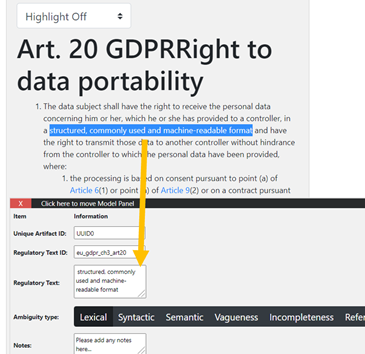 Highlight Off
Art. 20 GDPRRight to
data portability
1. The data subject shall have the right to receive the personal data
concerning him or her, which he or she has provided to a controller, in
a structured, commonly used and machine-readable format and have
the right to transmit those data to another controller without hindrance
from the controller to which the personal data have been provided,
where:
1. the processing is based on consent pursuant to point (a) of
Article 6(1) or point (a) of Article 9(2) or on a contract pursuant
X Click here to move Model Panel
Item Information
Unique Artifact ID: UUID0
Regulatory Text ID: eu_gdpr_ch3_art20
Regulatory Text: structured, commonly
used and machine-
readable format
Ambiguity type: Lexical Syntactic Semantic Vagueness Incompleteness Refer
Notes: Please add any notes
here...